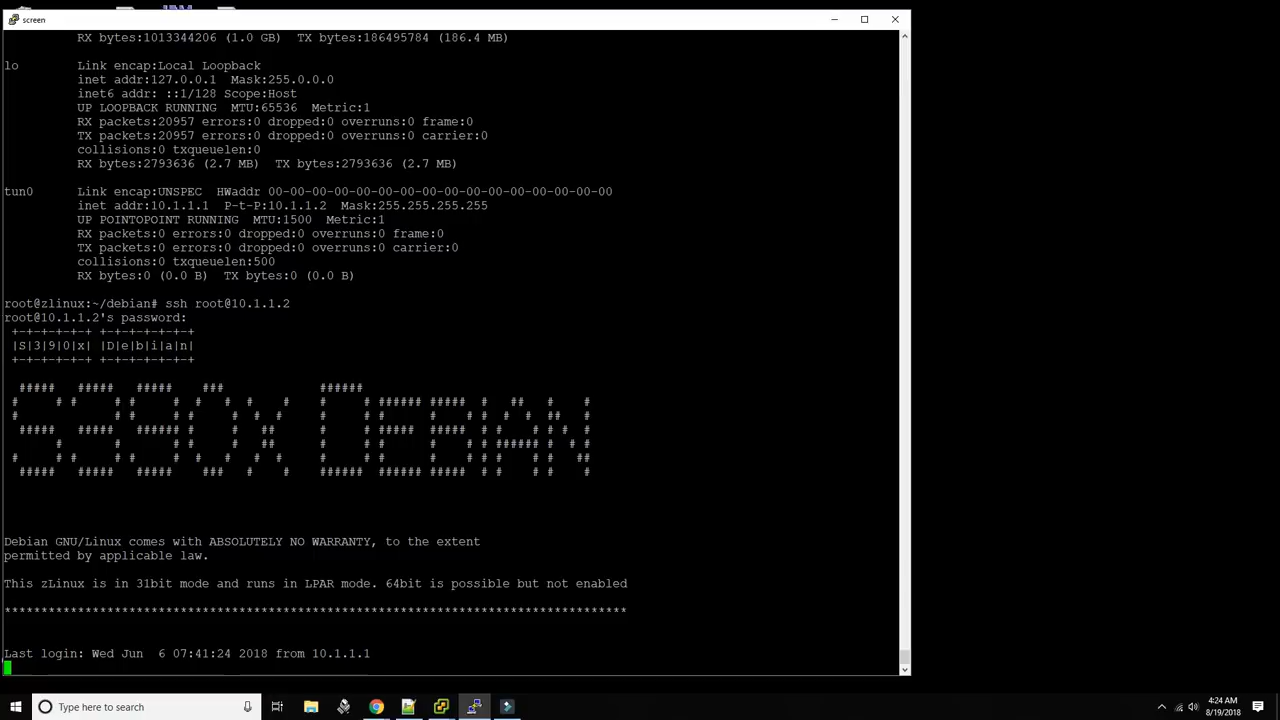 screen
RX bytes:1013344206 (1.0 GB)  TX bytes:186495784 (186.4 MB)
lo        Link encap:Local Loopback
inet addr:127.0.0.1  Mask:255.0.0.0
inet6 addr: ::1/128 Scope:Host
UP LOOPBACK RUNNING  MTU:65536  Metric:1
RX packets:20957 errors:0 dropped:0 overruns:0 frame:0
TX packets:20957 errors:0 dropped:0 overruns:0 carrier:0
collisions:0 txqueuelen:0
RX bytes:2793636 (2.7 MB)  TX bytes:2793636 (2.7 MB)
tun0      Link encap:UNSPEC  HWaddr 00-00-00-00-00-00-00-00-00-00-00-00-00-00-00-00
inet addr:10.1.1.1  P-t-P:10.1.1.2  Mask:255.255.255.255
UP POINTOPOINT RUNNING  MTU:1500  Metric:1
RX packets:0 errors:0 dropped:0 overruns:0 frame:0
TX packets:0 errors:0 dropped:0 overruns:0 carrier:0
collisions:0 txqueuelen:500
RX bytes:0 (0.0 B)  TX bytes:0 (0.0 B)
root@zlinux:~/debian# ssh root@10.1.1.2
root@10.1.1.2's password:
+-+-+-+-+-+ +-+-+-+-+-+-+
|S|3|9|0|x| |D|e|b|i|a|n|
+-+-+-+-+-+ +-+-+-+-+-+-+
S390X DEBIAN
Debian GNU/Linux comes with ABSOLUTELY NO WARRANTY, to the extent
permitted by applicable law.
This zLinux is in 31bit mode and runs in LPAR mode. 64bit is possible but not enabled
*************************************************************************************
Last login: Wed Jun  6 07:41:24 2018 from 10.1.1.1
Type here to search
4:24 AM
8/19/2018